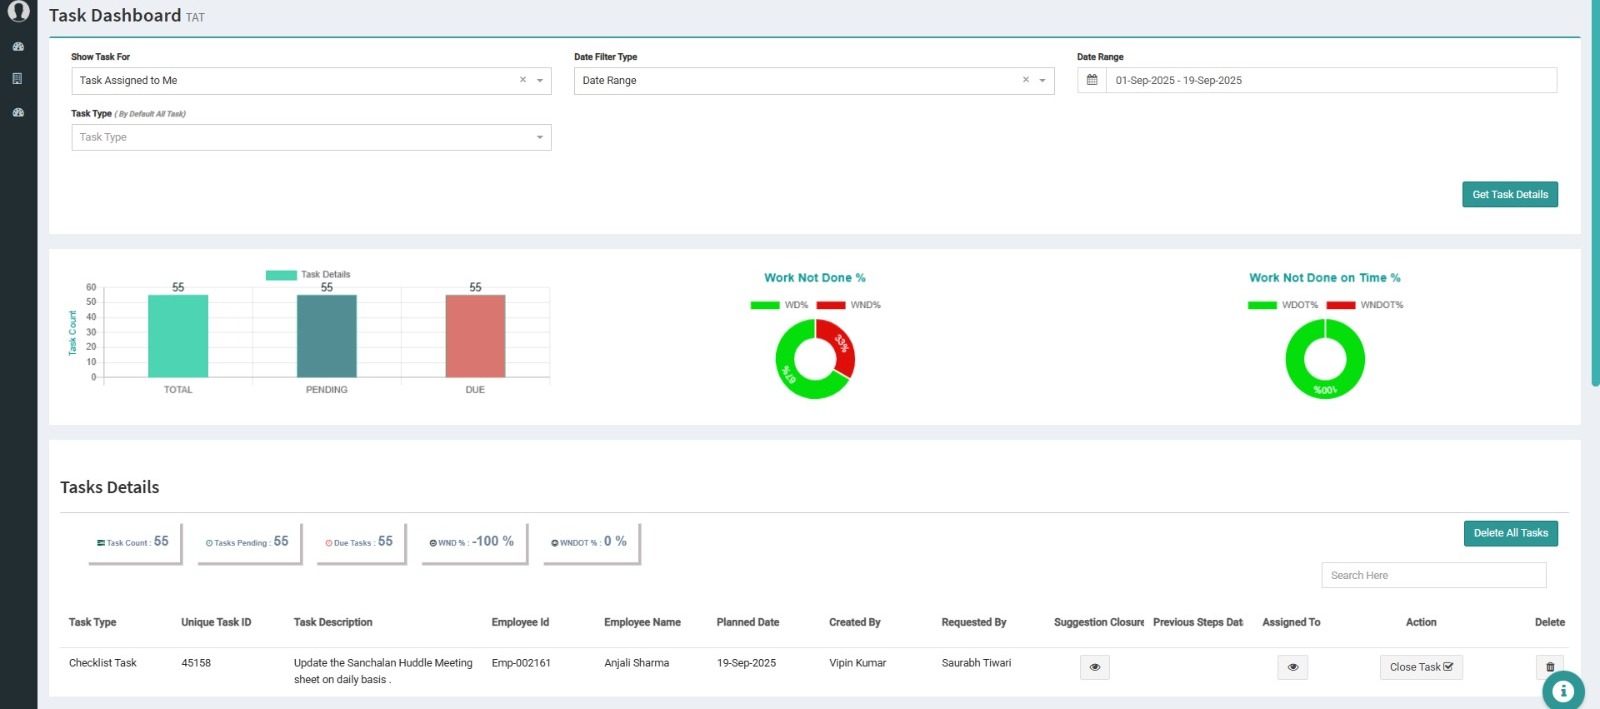 Task Dashboard TAT
Show Task For
Task Assigned to Me
×
Date Filter Type
Date Range
×
Date Range
01-Sep-2025 - 19-Sep-2025
Task Type ( By Default All Task)
Task Type
Get Task Details
Task Details
Task Count
60
50
40
30
20
10
0
55
55
55
TOTAL
PENDING
DUE
Work Not Done %
WD%
WND%
33%
67%
Work Not Done on Time %
WDOT%
WNDOT%
100%
Tasks Details
Task Count : 55
Tasks Pending : 55
Due Tasks : 55
WND % : -100 %
WNDOT % : 0 %
Delete All Tasks
Search Here
Task Type Unique Task ID Task Description Employee Id Employee Name Planned Date Created By Requested By Suggestion Closure Previous Steps Dat Assigned To Action Delete
Checklist Task 45158 Update the Sanchalan Huddle Meeting Emp-002161 Anjali Sharma 19-Sep-2025 Vipin Kumar Saurabh Tiwari Close Task
sheet on daily basis .